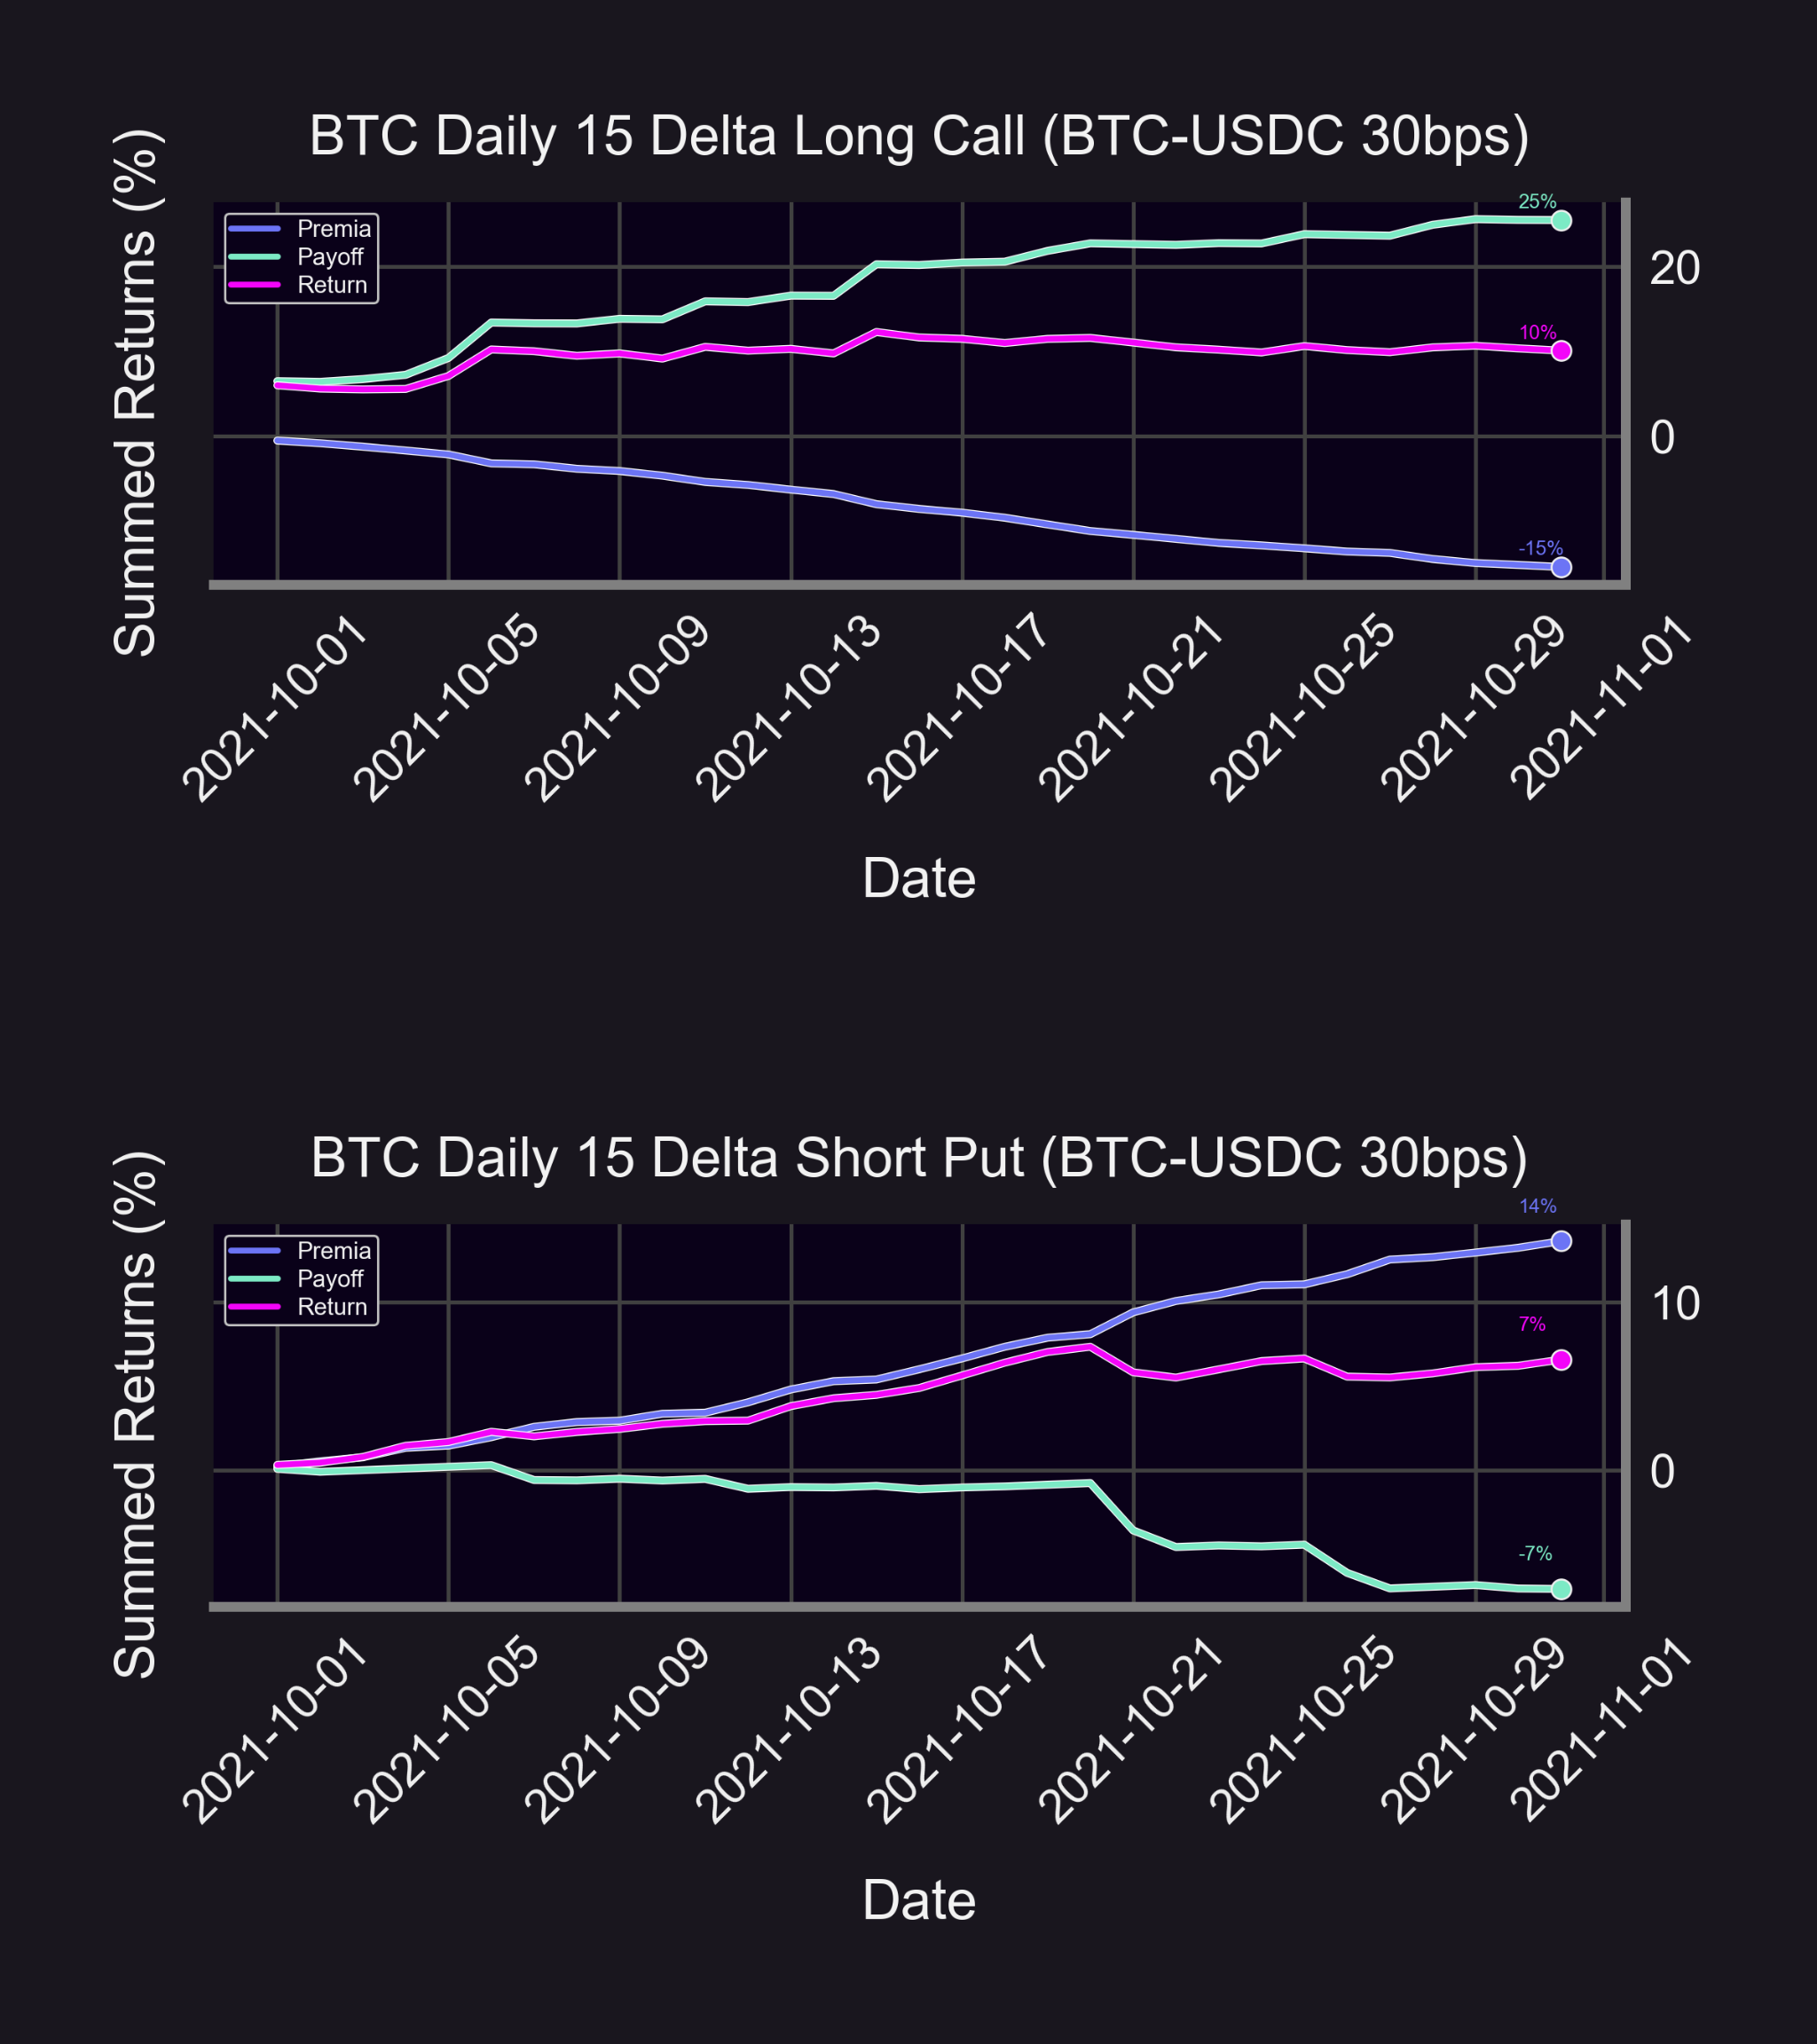 BTC Daily 15 Delta Long Call (BTC-USDC 30bps)
Summed Returns (%)
Premia
Payoff
Return
25%
10%
-15%
20
0
2021-10-01
2021-10-05
2021-10-09
2021-10-13
2021-10-17
2021-10-21
2021-10-25
2021-10-29
2021-11-01
Date
BTC Daily 15 Delta Short Put (BTC-USDC 30bps)
Summed Returns (%)
Premia
Payoff
Return
14%
7%
-7%
10
0
2021-10-01
2021-10-05
2021-10-09
2021-10-13
2021-10-17
2021-10-21
2021-10-25
2021-10-29
2021-11-01
Date